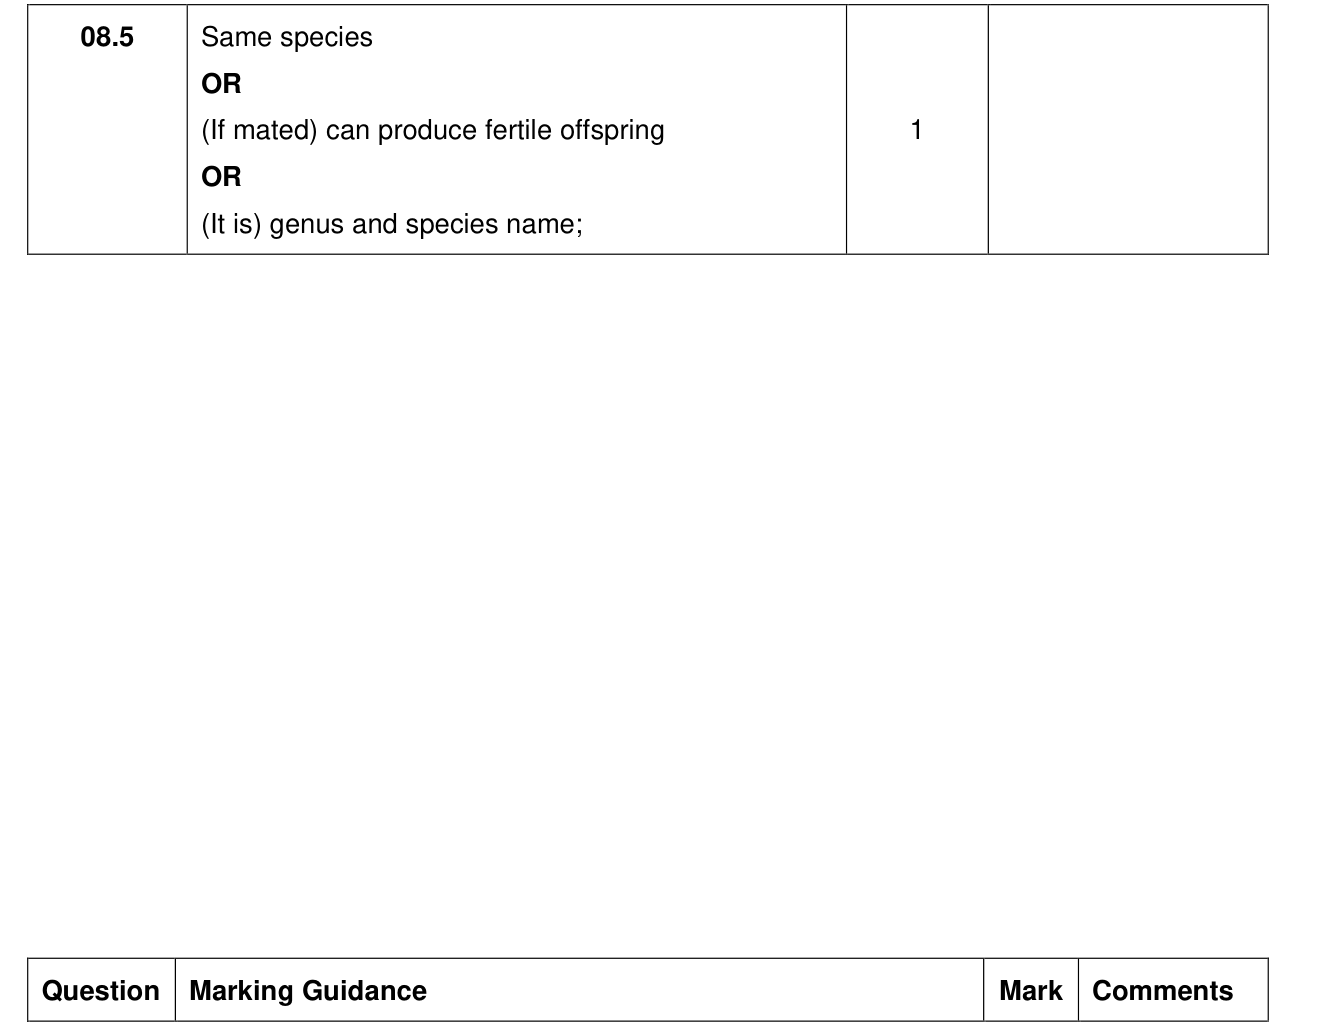 08.5 Same species
OR
(If mated) can produce fertile offspring 1
OR
(It is) genus and species name;
Question Marking Guidance Mark Comments